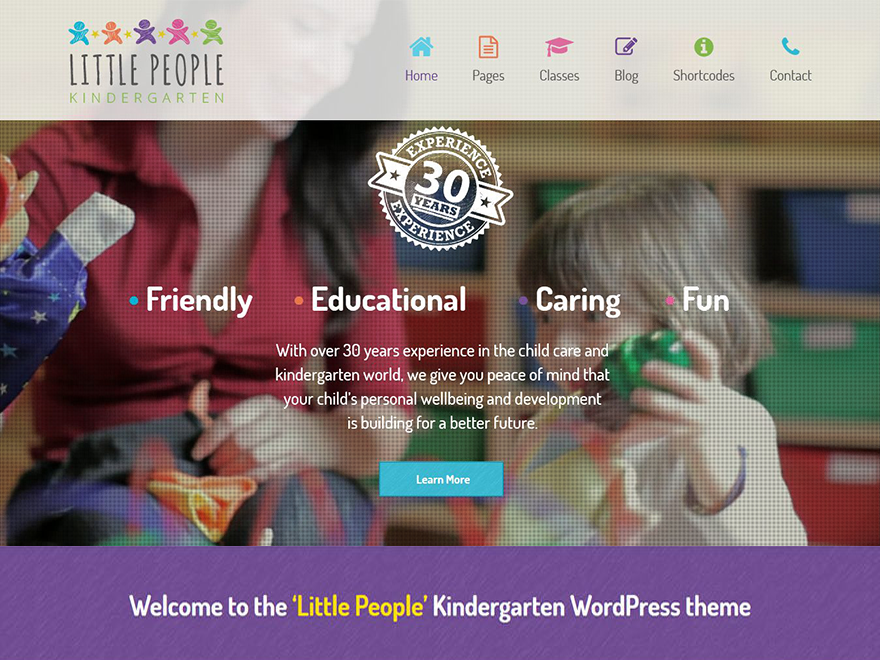 LITTLE PEOPLE
KINDERGARTEN
Home Pages Classes Blog Shortcodes Contact
EXPERIENCE
30
YEARS
EXPERIENCE
• Friendly • Educational • Caring • Fun
With over 30 years experience in the child care and
kindergarten world, we give you peace of mind that
your child's personal wellbeing and development
is building for a better future.
Learn More
Welcome to the ‘Little People’ Kindergarten WordPress theme